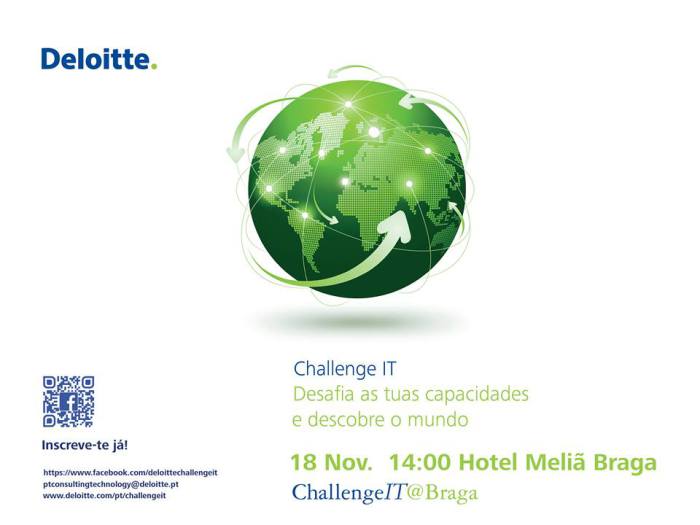 Deloitte.
Challenge IT
Desafia as tuas capacidades
e descobre o mundo
18 Nov. 14:00 Hotel Meliã Braga
ChallengeIT@Braga
f
Inscreve-te já!
https://www.facebook.com/deloittechallengeit
ptconsultingtechnology@deloitte.pt
www.deloitte.com/pt/challengeit